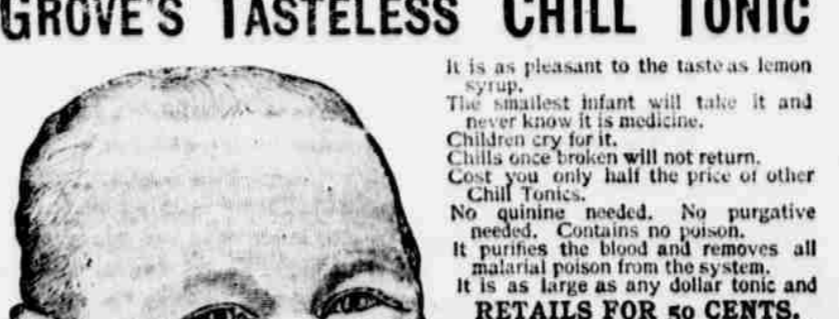 GROVE'S TASTELESS CHILL TONIC
It is as pleasant to the taste as lemon
syrup.
The smallest infant will take it and
never know it is medicine.
Children cry for it.
Chills once broken will not return.
Cost you only half the price of other
Chill Tonics.
No quinine needed. No purgative
needed. Contains no poison.
It purifies the blood and removes all
malarial poison from the system.
It is as large as any dollar tonic and
RETAILS FOR 50 CENTS.